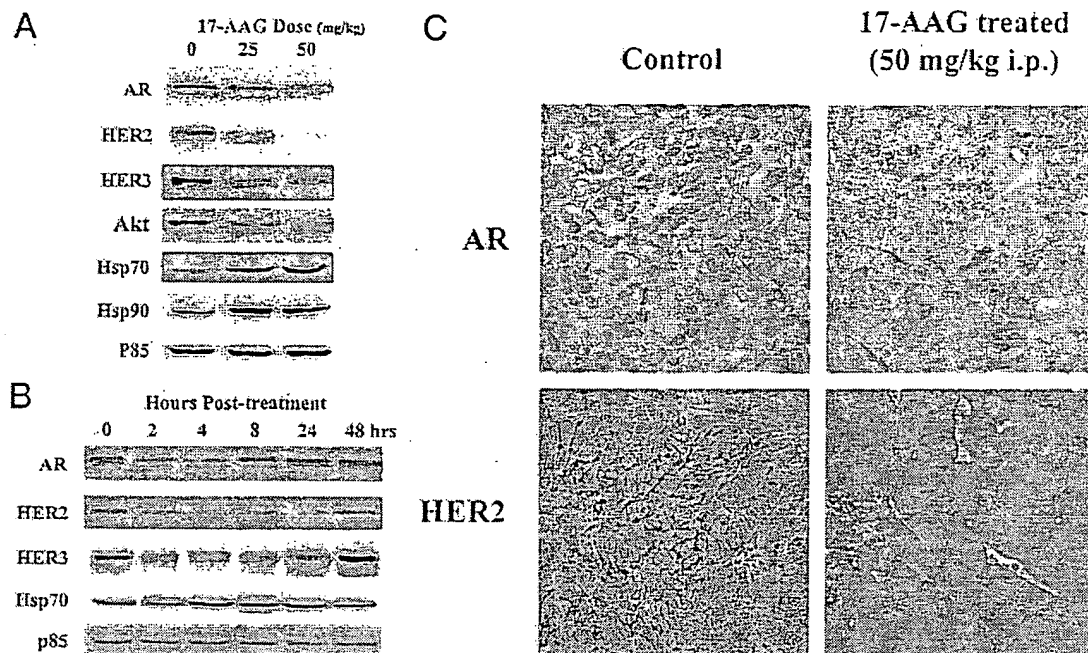 A
17-AAG Dose (mg/kg)
0 25 50
AR
HER2
HER3
Akt
Hsp70
Hsp90
P85
B
Hours Post-treatment
0 2 4 8 24 48 hrs
AR
HER2
HER3
Hsp70
p85
C
Control
17-AAG treated
(50 mg/kg i.p.)
AR
HER2